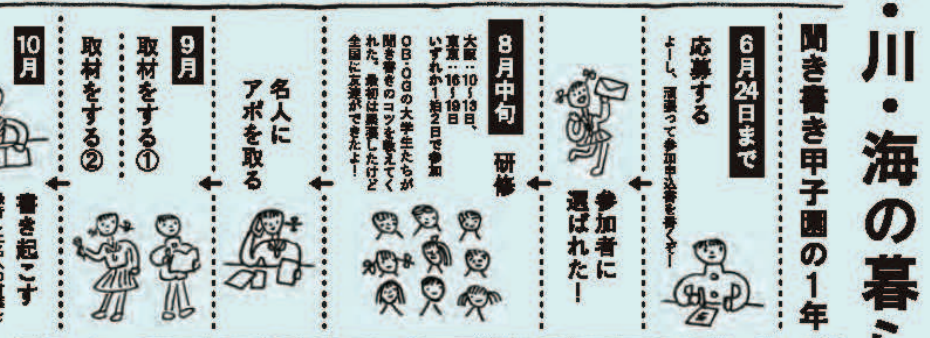 ・川・海の暮
聞き書き甲子園の1年
6月24日まで
応募する
よーし、頑張って参加申込書を書くぞー
参加者に
選ばれた！
8月中旬 研修
大阪：10〜13日、
東京：16〜19日
いずれか1泊2日で参加
OB・OGの大学生たちが
聞き書きのコツを教えてく
れた。最初は緊張したけど
全国に友達ができたよ！
名人に
アポを取る
9月
取材をする①
取材をする②
10月
書き起こす